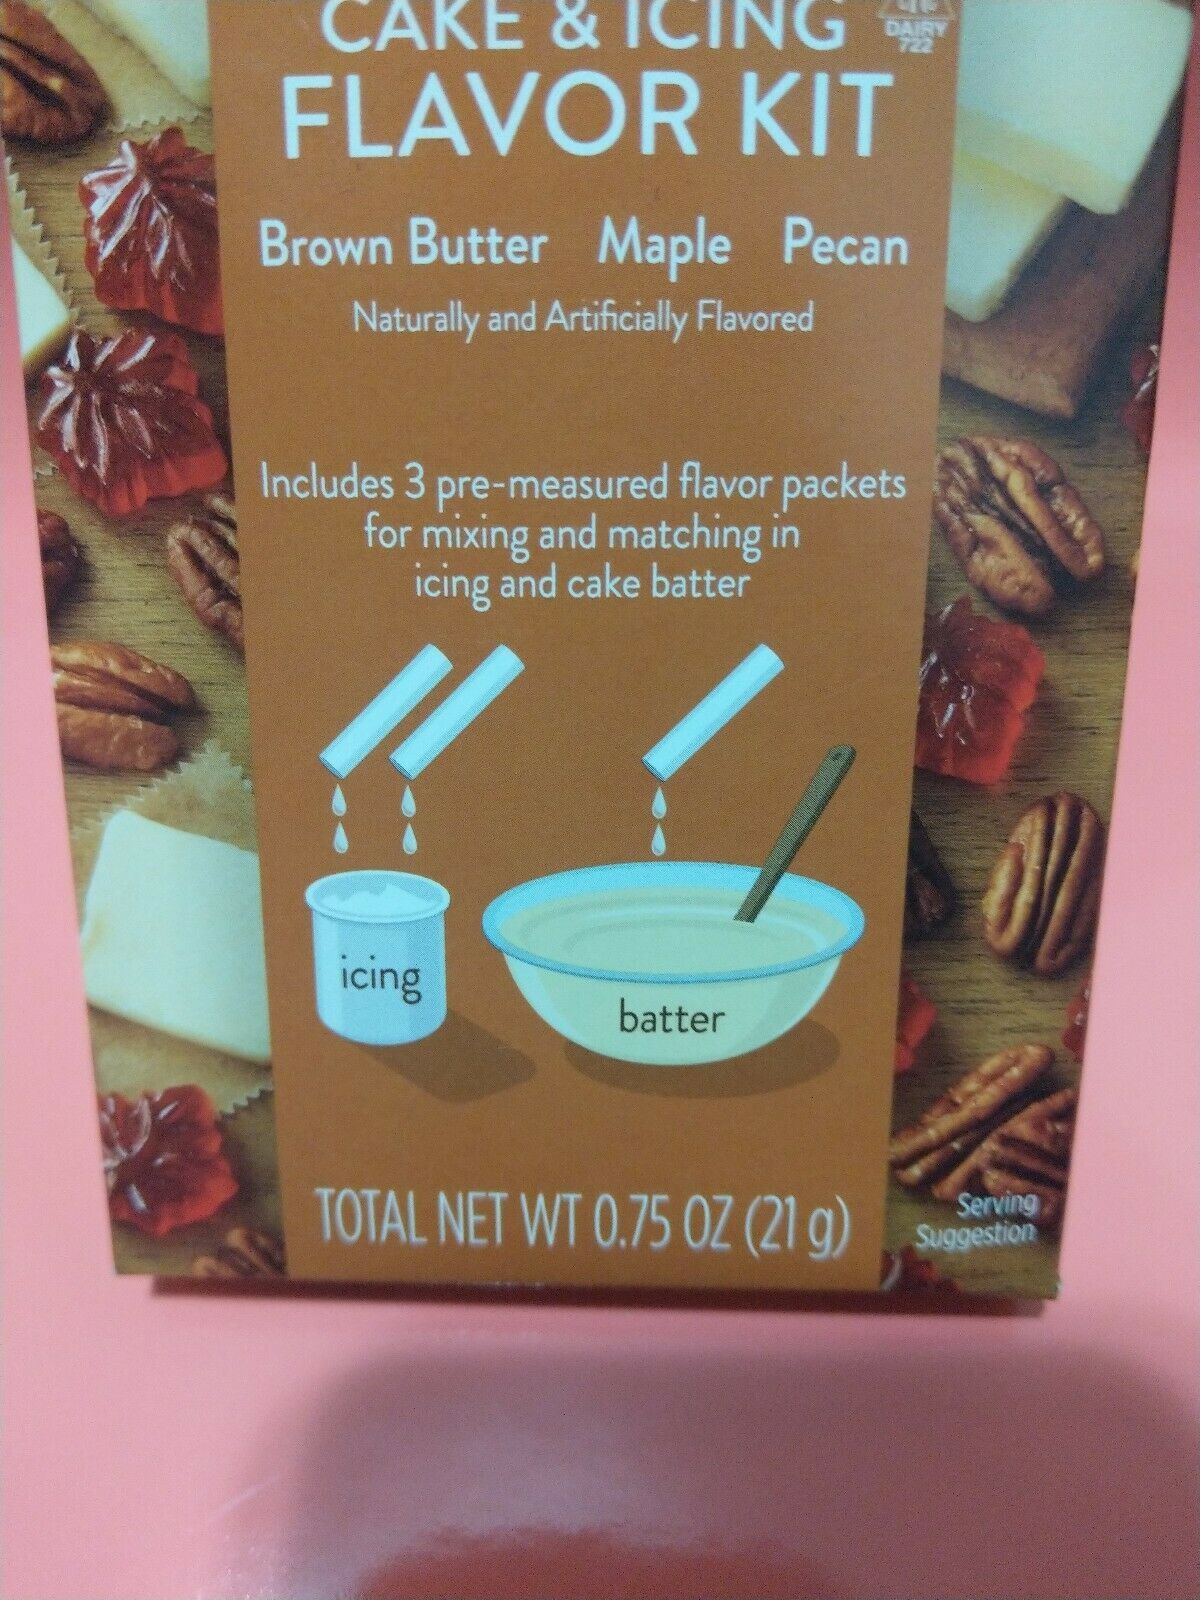 CAKE & ICING
DAIRY
722
FLAVOR KIT
Brown Butter Maple Pecan
Naturally and Artificially Flavored
Includes 3 pre-measured flavor packets
for mixing and matching in
icing and cake batter
icing
batter
TOTAL NET WT 0.75 OZ (21 g)
Serving
Suggestion